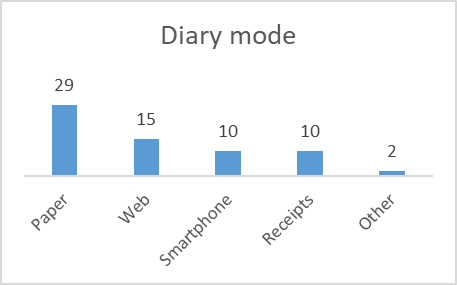 Diary mode
29
15
10
10
2
Paper
Web
Smartphone
Receipts
Other